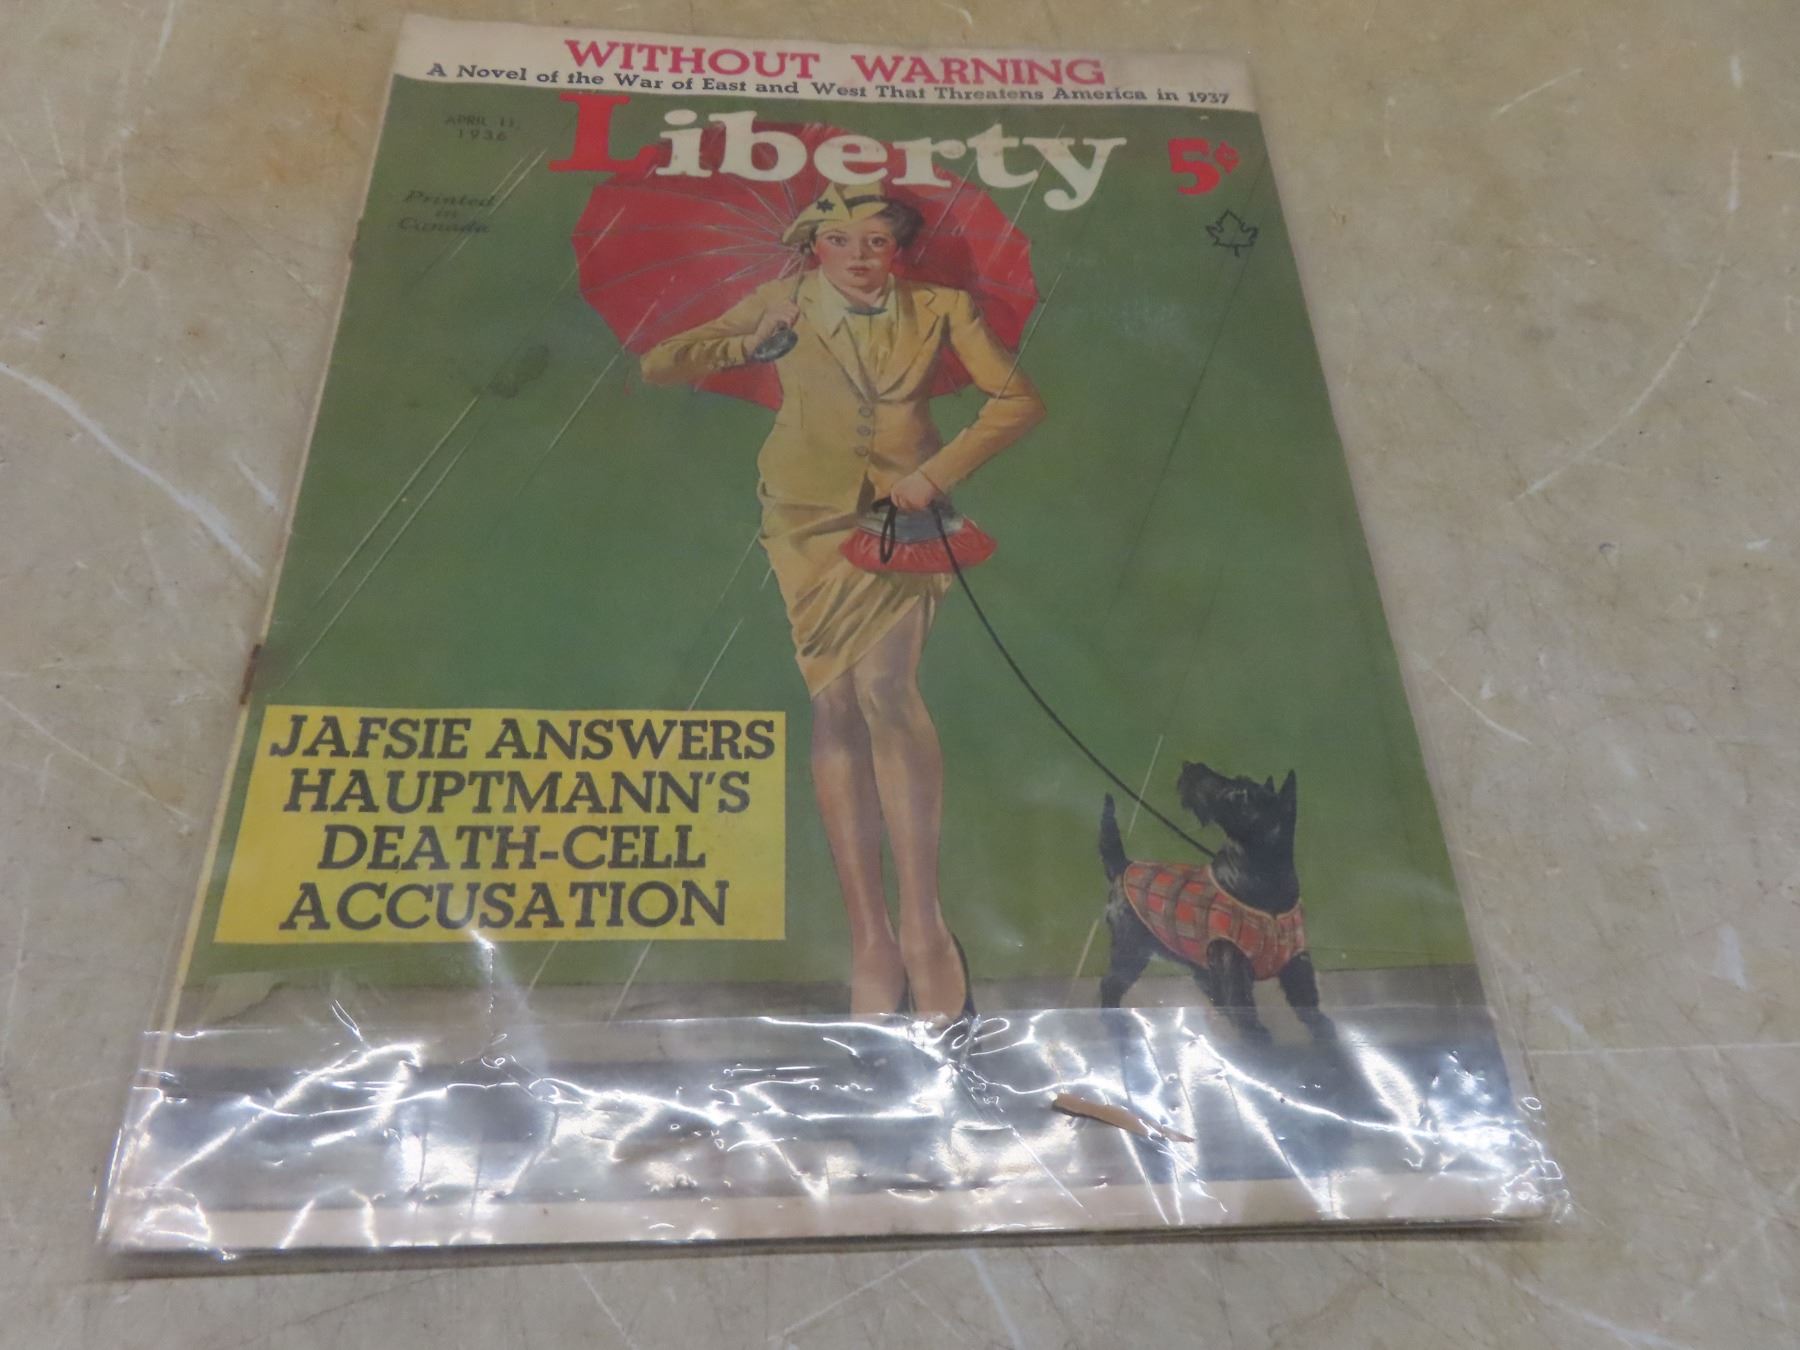 WITHOUT WARNING
A Novel of the War of East and West That Threatens America in 1937
APRIL 11,
1936
Liberty
5¢
Printed
in
Canada
JAFSIE ANSWERS
HAUPTMANN'S
DEATH-CELL
ACCUSATION